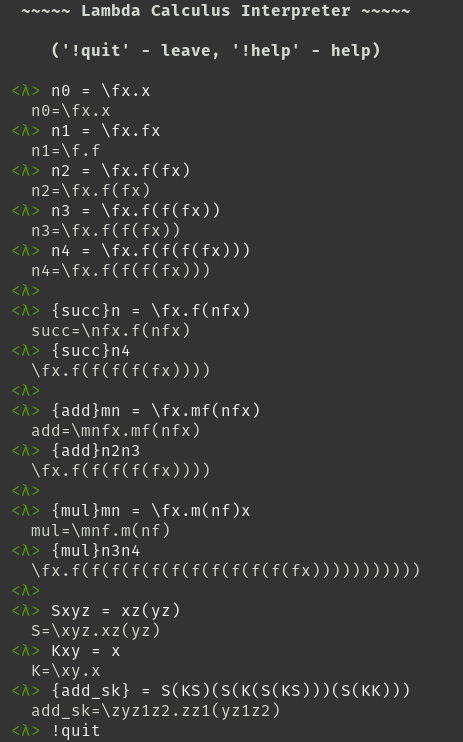 ~~~~~ Lambda Calculus Interpreter ~~~~~
('!quit' - leave, '!help' - help)
<λ> n0 = \fx.x
n0=\fx.x
<λ> n1 = \fx.fx
n1=\f.f
<λ> n2 = \fx.f(fx)
n2=\fx.f(fx)
<λ> n3 = \fx.f(f(fx))
n3=\fx.f(f(fx))
<λ> n4 = \fx.f(f(f(fx)))
n4=\fx.f(f(f(fx)))
<λ>
<λ> {succ}n = \fx.f(nfx)
succ=\nfx.f(nfx)
<λ> {succ}n4
\fx.f(f(f(f(fx))))
<λ>
<λ> {add}mn = \fx.mf(nfx)
add=\mnfx.mf(nfx)
<λ> {add}n2n3
\fx.f(f(f(f(fx))))
<λ>
<λ> {mul}mn = \fx.m(nf)x
mul=\mnf.m(nf)
<λ> {mul}n3n4
\fx.f(f(f(f(f(f(f(f(f(f(f(fx)))))))))))
<λ>
<λ> Sxyz = xz(yz)
S=\xyz.xz(yz)
<λ> Kxy = x
K=\xy.x
<λ> {add_sk} = S(KS)(S(K(S(KS)))(S(KK)))
add_sk=\zyz1z2.zz1(yz1z2)
<λ> !quit